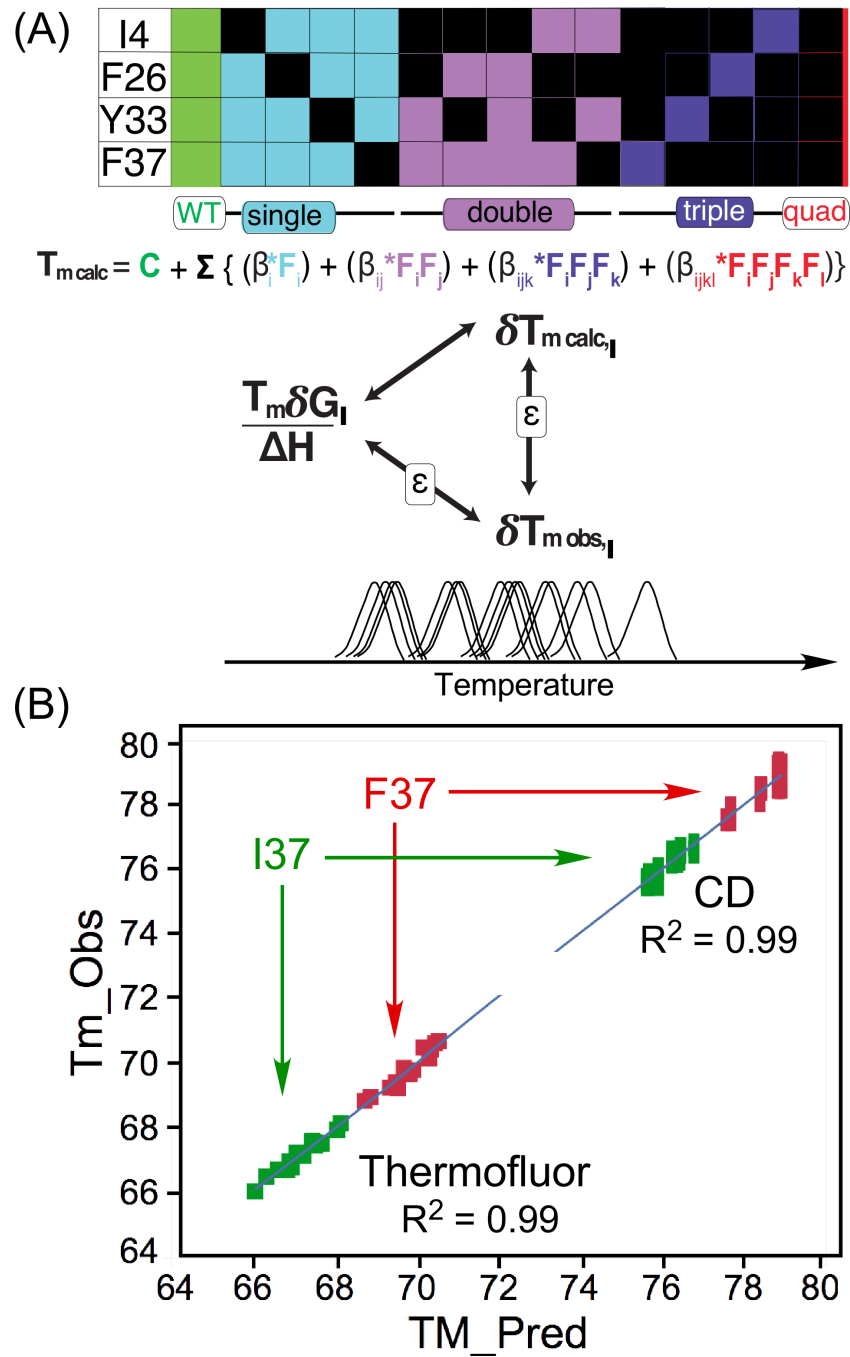 (A)
I4
F26
Y33
F37
WT single double triple quad
Tm calc = C + Σ { (βi*Fi) + (βij*FiFj) + (βijk*FiFjFk) + (βijkl*FiFjFkFl)}
δTm calc,I
TmδGI
ΔH
ε
ε
δTm obs,I
Temperature
(B)
80
78
76
74
72
70
68
66
64
Tm_Obs
F37
I37
CD
R² = 0.99
Thermofluor
R² = 0.99
64 66 68 70 72 74 76 78 80
TM_Pred